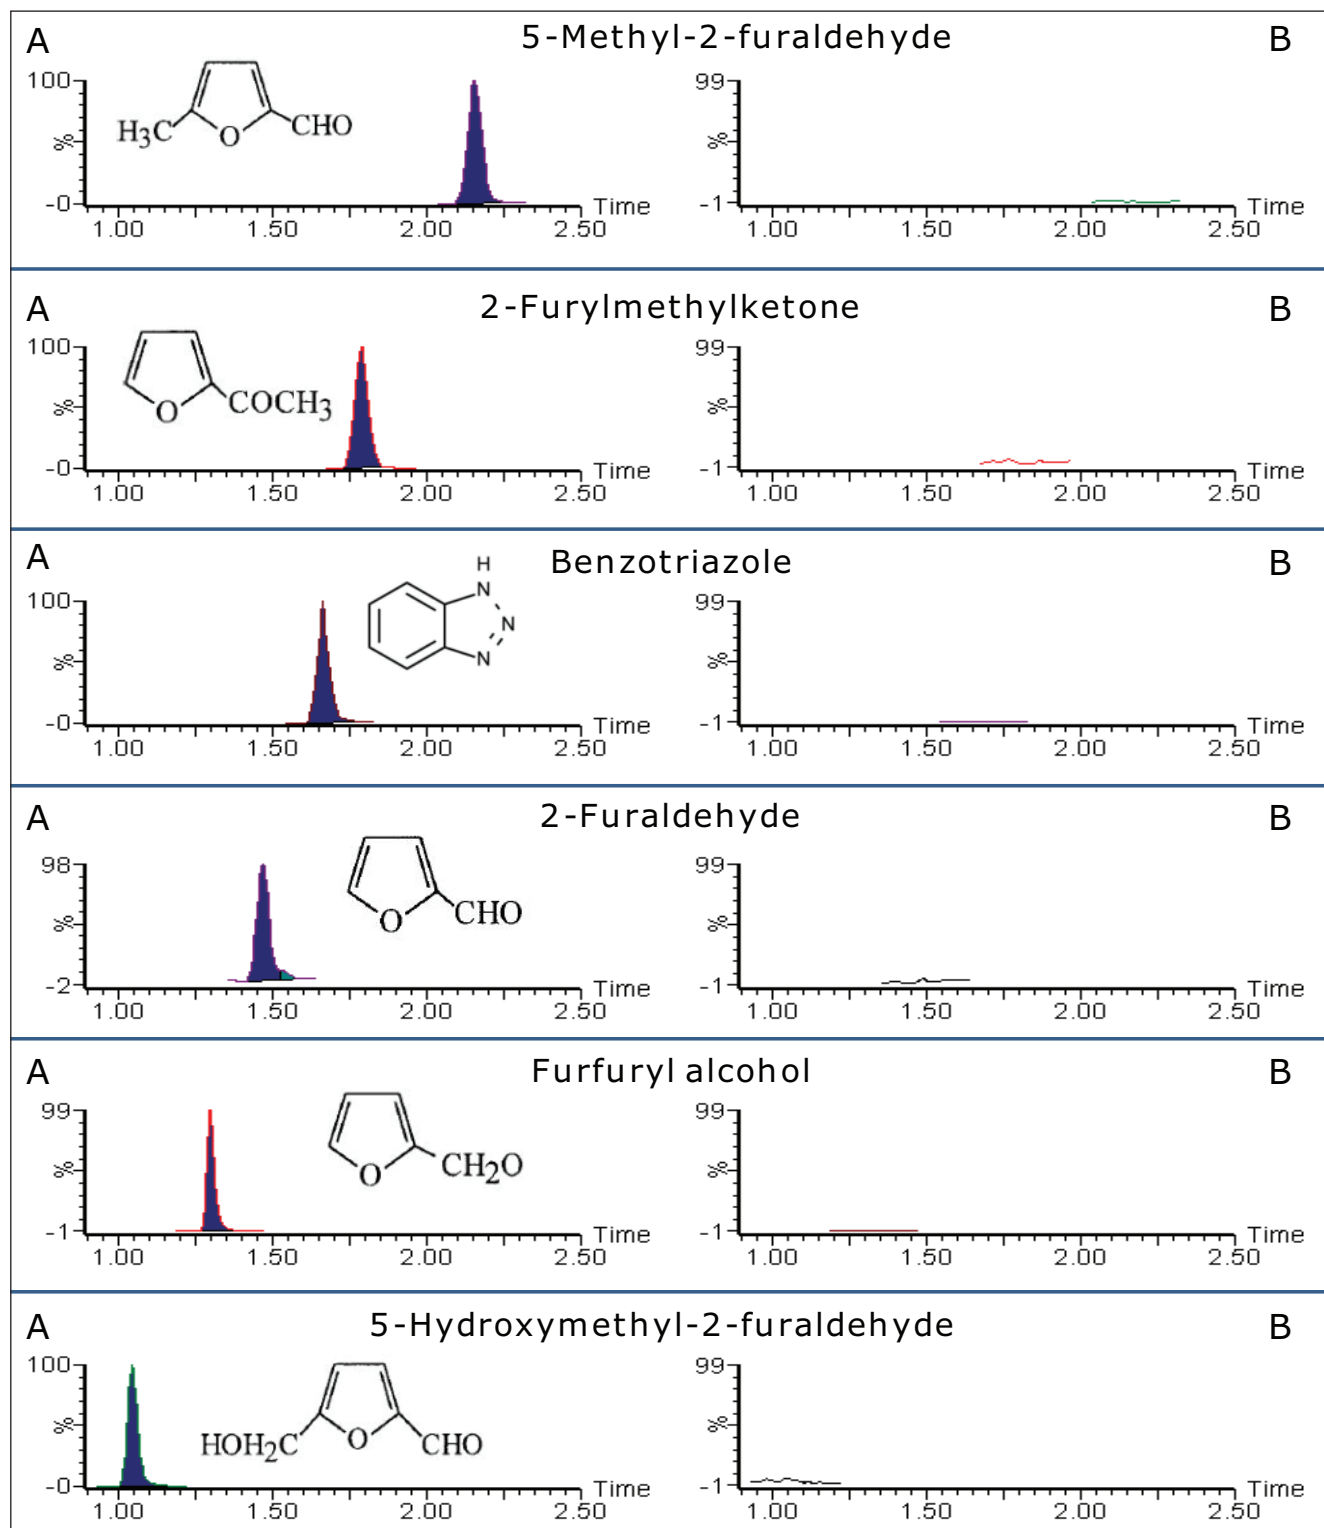 A 5-Methyl-2-furaldehyde B
100 99
H3C O CHO
% %
-0 Time -1 Time
1.00 1.50 2.00 2.50 1.00 1.50 2.00 2.50
A 2-Furylmethylketone B
100 99
O COCH3
% %
-0 Time -1 Time
1.00 1.50 2.00 2.50 1.00 1.50 2.00 2.50
A Benzotriazole B
H
N
100 99
N
% %
N
-0 Time -1 Time
1.00 1.50 2.00 2.50 1.00 1.50 2.00 2.50
A 2-Furaldehyde B
98 99
O CHO
% %
-2 Time -1 Time
1.00 1.50 2.00 2.50 1.00 1.50 2.00 2.50
A Furfuryl alcohol B
99 99
O CH2O
% %
-1 Time -1 Time
1.00 1.50 2.00 2.50 1.00 1.50 2.00 2.50
A 5-Hydroxymethyl-2-furaldehyde B
100 99
% %
HOH2C O CHO
-0 Time -1 Time
1.00 1.50 2.00 2.50 1.00 1.50 2.00 2.50